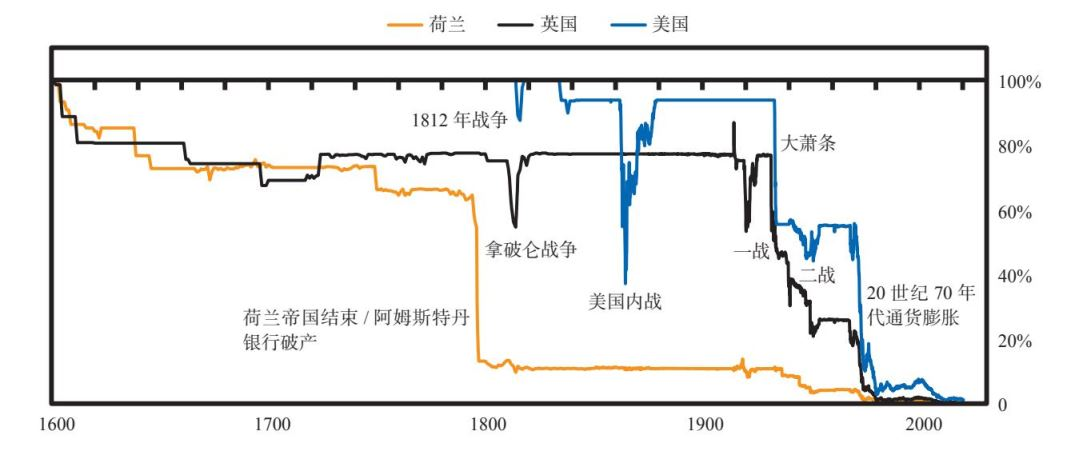 荷兰 英国 美国
100%
1812 年战争
大萧条
80%
60%
拿破仑战争
一战
二战
40%
美国内战
20 世纪 70 年
代通货膨胀
荷兰帝国结束 / 阿姆斯特丹
银行破产
20%
0
1600 1700 1800 1900 2000